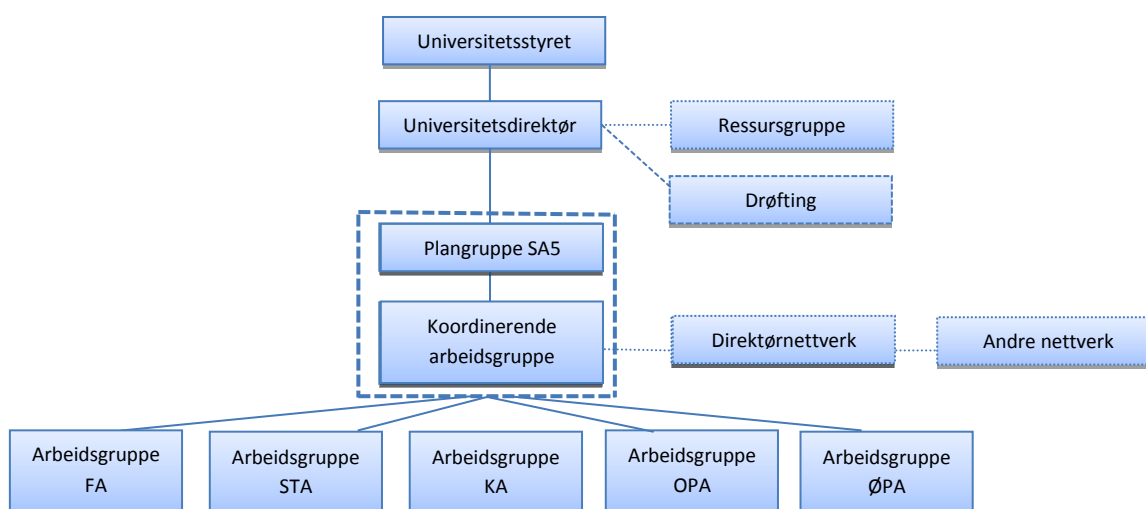 Universitetsstyret
Universitetsdirektør
Ressursgruppe
Drøfting
Plangruppe SA5
Koordinerende
arbeidsgruppe
Direktørnettverk
Andre nettverk
Arbeidsgruppe
FA
Arbeidsgruppe
STA
Arbeidsgruppe
KA
Arbeidsgruppe
OPA
Arbeidsgruppe
ØPA